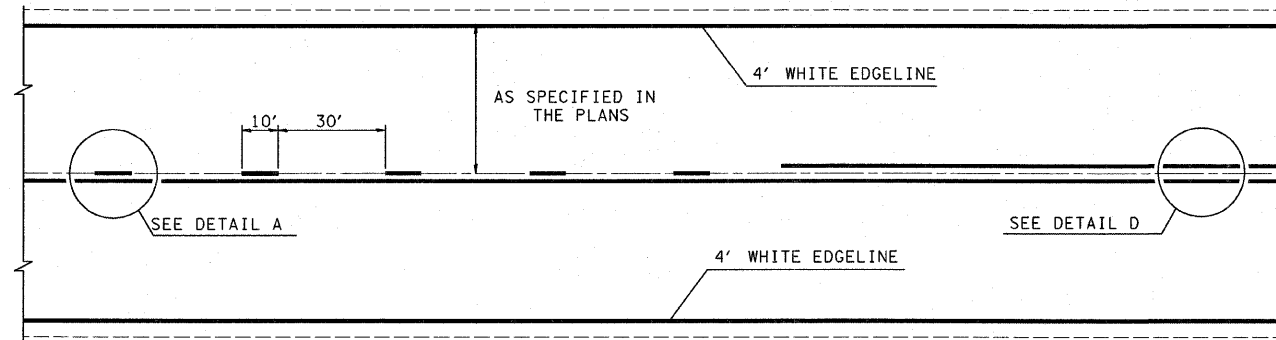 4' WHITE EDGELINE
AS SPECIFIED IN
THE PLANS
10'
30'
SEE DETAIL A
SEE DETAIL D
4' WHITE EDGELINE